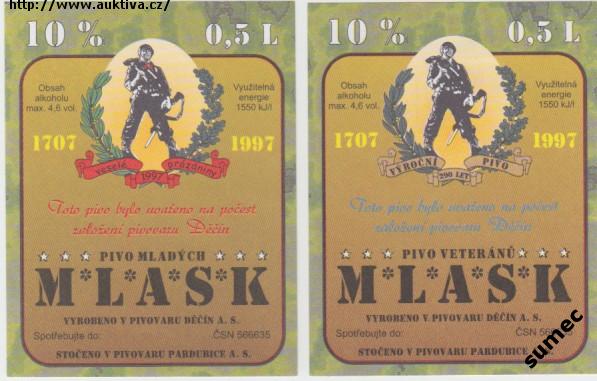 http://www.auktiva.cz/
10 % 0,5 L
Obsah
alkoholu
max. 4,6 vol.
Využitelná
energie
1550 kJ/l
1707 1997
veselé 1997 prázdniny
Toto pivo bylo uvařeno na počest
založení pivovaru Děčín
PIVO MLADÝCH
M*L*A*S*K
VYROBENO V PIVOVARU DĚČÍN A. S.
Spotřebujte do: ČSN 566635
STOČENO V PIVOVARU PARDUBICE A. S.
10 % 0,5 L
Obsah
alkoholu
max. 4,6 vol.
Využitelná
energie
1550 kJ/l
1707 1997
VÝROČNÍ 290 LET PIVO
Toto pivo bylo uvařeno na počest
založení pivovaru Děčín
PIVO VETERÁNŮ
M*L*A*S*K
VYROBENO V PIVOVARU DĚČÍN A. S.
Spotřebujte do: ČSN
STOČENO V PIVOVARU PARDUBICE
sumec